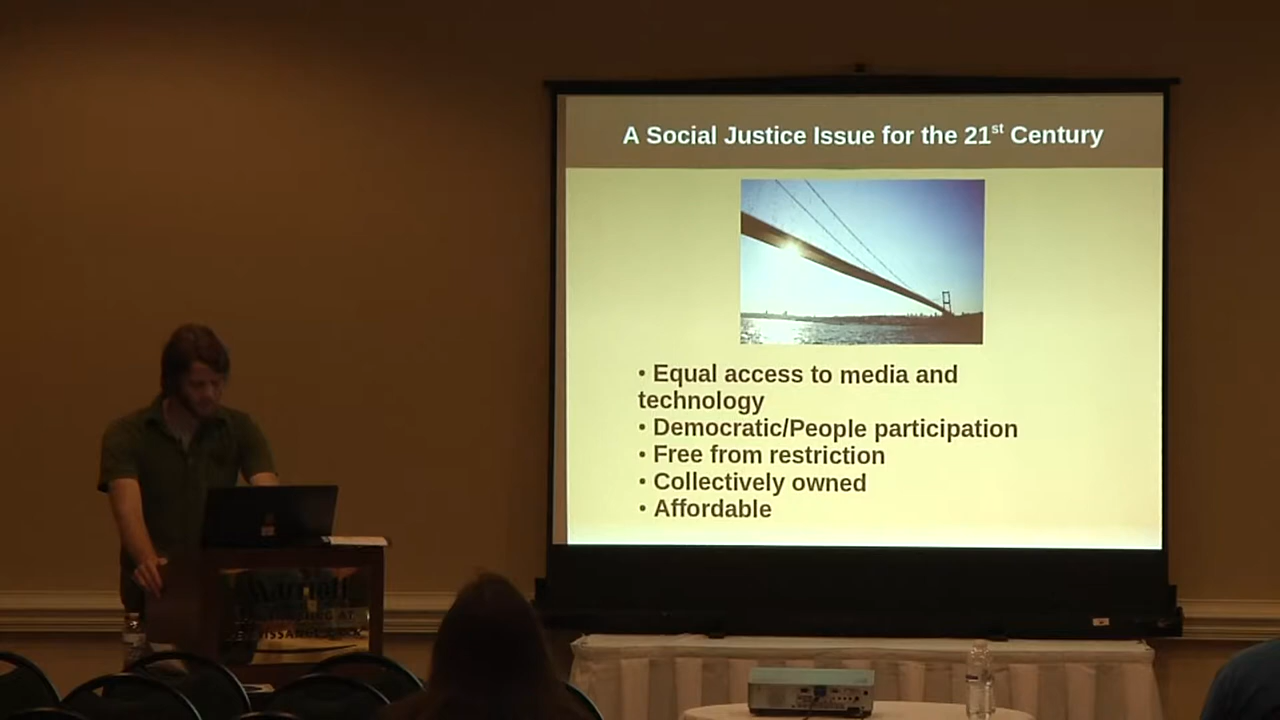 A Social Justice Issue for the 21st Century
• Equal access to media and
technology
• Democratic/People participation
• Free from restriction
• Collectively owned
• Affordable
Marriott